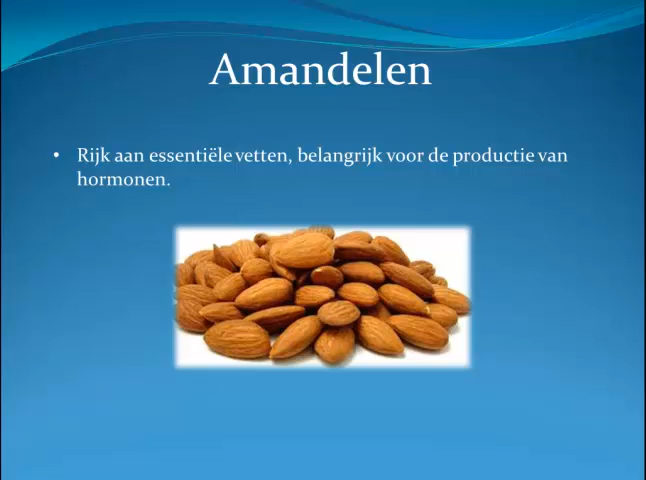 Amandelen
• Rijk aan essentiële vetten, belangrijk voor de productie van
hormonen.